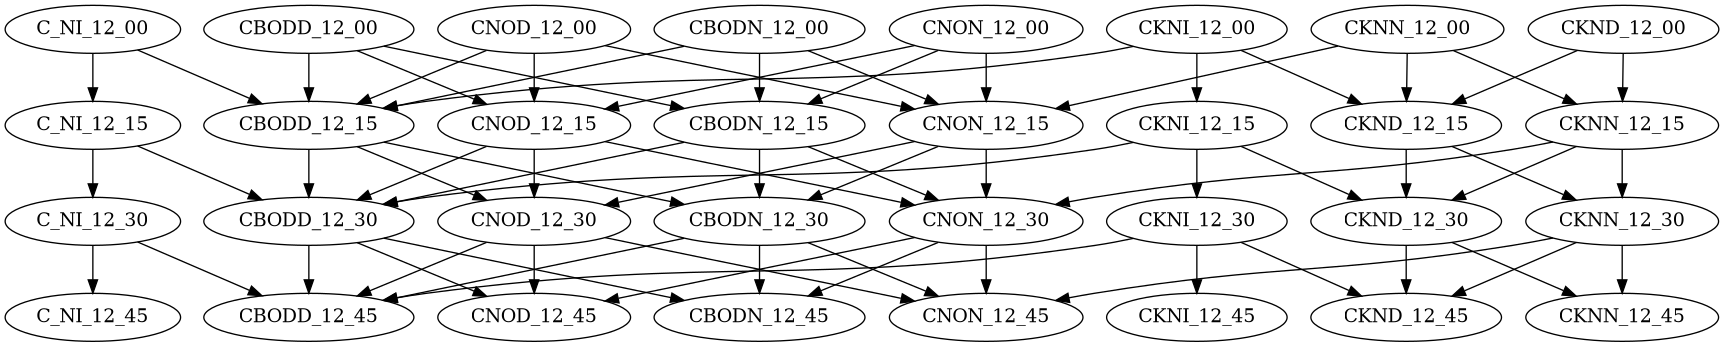 C_NI_12_00 CBODD_12_00 CNOD_12_00 CBODN_12_00 CNON_12_00 CKNI_12_00 CKNN_12_00 CKND_12_00
C_NI_12_15 CBODD_12_15 CNOD_12_15 CBODN_12_15 CNON_12_15 CKNI_12_15 CKND_12_15 CKNN_12_15
C_NI_12_30 CBODD_12_30 CNOD_12_30 CBODN_12_30 CNON_12_30 CKNI_12_30 CKND_12_30 CKNN_12_30
C_NI_12_45 CBODD_12_45 CNOD_12_45 CBODN_12_45 CNON_12_45 CKNI_12_45 CKND_12_45 CKNN_12_45